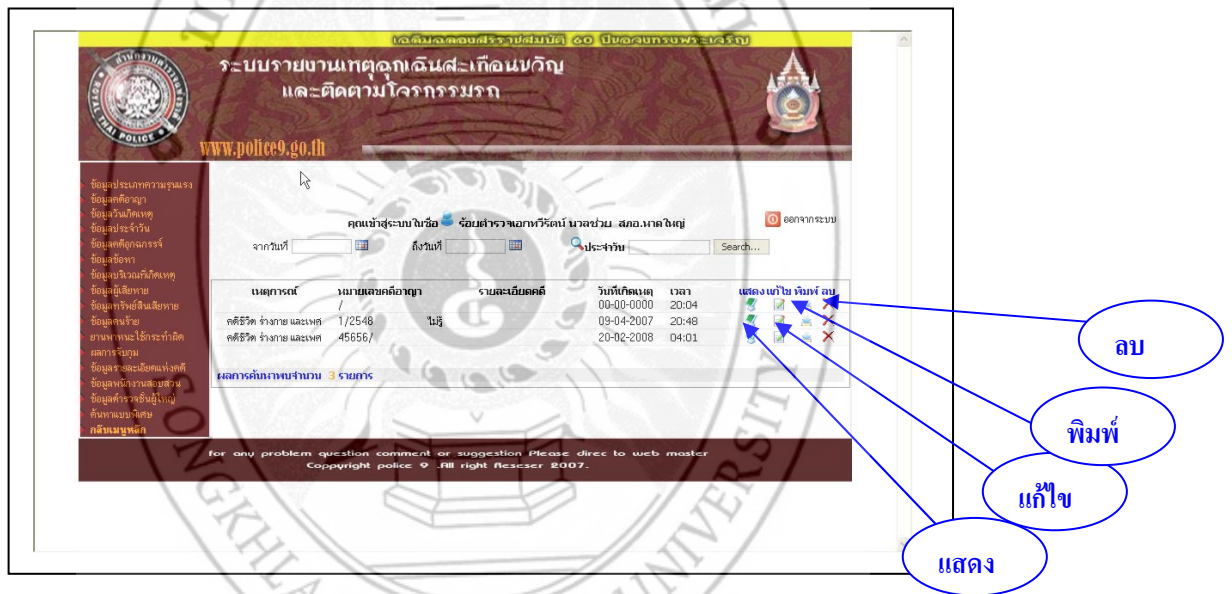 เฉลิมฉลองสิริราชสมบัติ 60 ปีของการทรงพระเจริญ
ระบบรายงานเหตุฉุกเฉินสะเทือนขวัญ
และติดตามโจรกรรมรถ
www.police9.go.th
ROYAL THAI POLICE
ข้อมูลประเภทความรุนแรง
ข้อมูลคดีอาญา
ข้อมูลวันเกิดเหตุ
ข้อมูลประจำวัน
ข้อมูลคดีอุกฉกรรจ์
ข้อมูลข้อหา
ข้อมูลบริเวณที่เกิดเหตุ
ข้อมูลผู้เสียหาย
ข้อมูลทรัพย์สินเสียหาย
ข้อมูลคนร้าย
ยานพาหนะใช้กระทำผิด
ผลการจับกุม
ข้อมูลรายละเอียดแห่งคดี
ข้อมูลพนักงานสอบสวน
ข้อมูลตำรวจชั้นผู้ใหญ่
ค้นหาแบบพิเศษ
กลับเมนูหลัก
คุณเข้าสู่ระบบในชื่อ ร้อยตำรวจเอกทวีรัตน์ นวลช่วย สภอ.หาดใหญ่ ออกจากระบบ
จากวันที่ ถึงวันที่ ประจำวัน Search...
เหตุการณ์ หมายเลขคดีอาญา รายละเอียดคดี วันที่เกิดเหตุ เวลา แสดง แก้ไข พิมพ์ ลบ
/ 00-00-0000 20:04
คดีชีวิต ร่างกาย และเพศ 1/2548 ไม่รู้ 09-04-2007 20:48
คดีชีวิต ร่างกาย และเพศ 45656/ 20-02-2008 04:01
ผลการค้นหาพบจำนวน 3 รายการ
for any problem question comment or suggestion Please direc to web master
Coppyright police 9 .All right Reseser 2007.
ลบ
พิมพ์
แก้ไข
แสดง